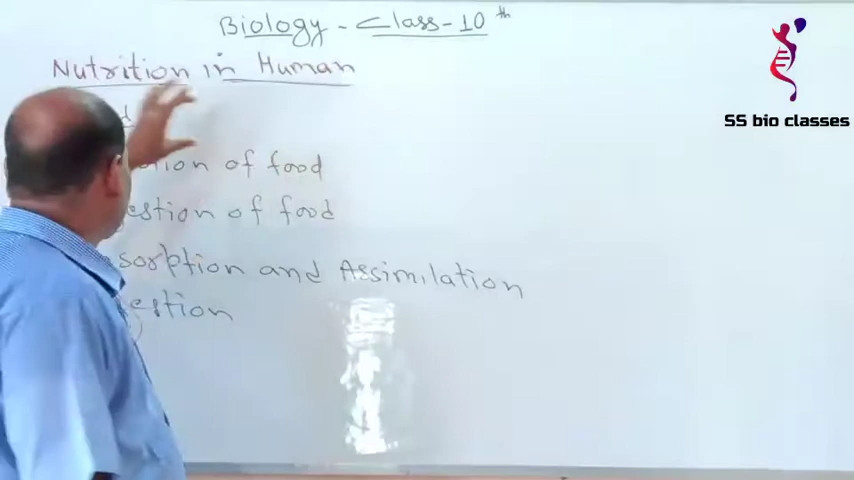 Biology - Class-10th
Nutrition in Human
of food
of food
and Assimilation
SS bio classes